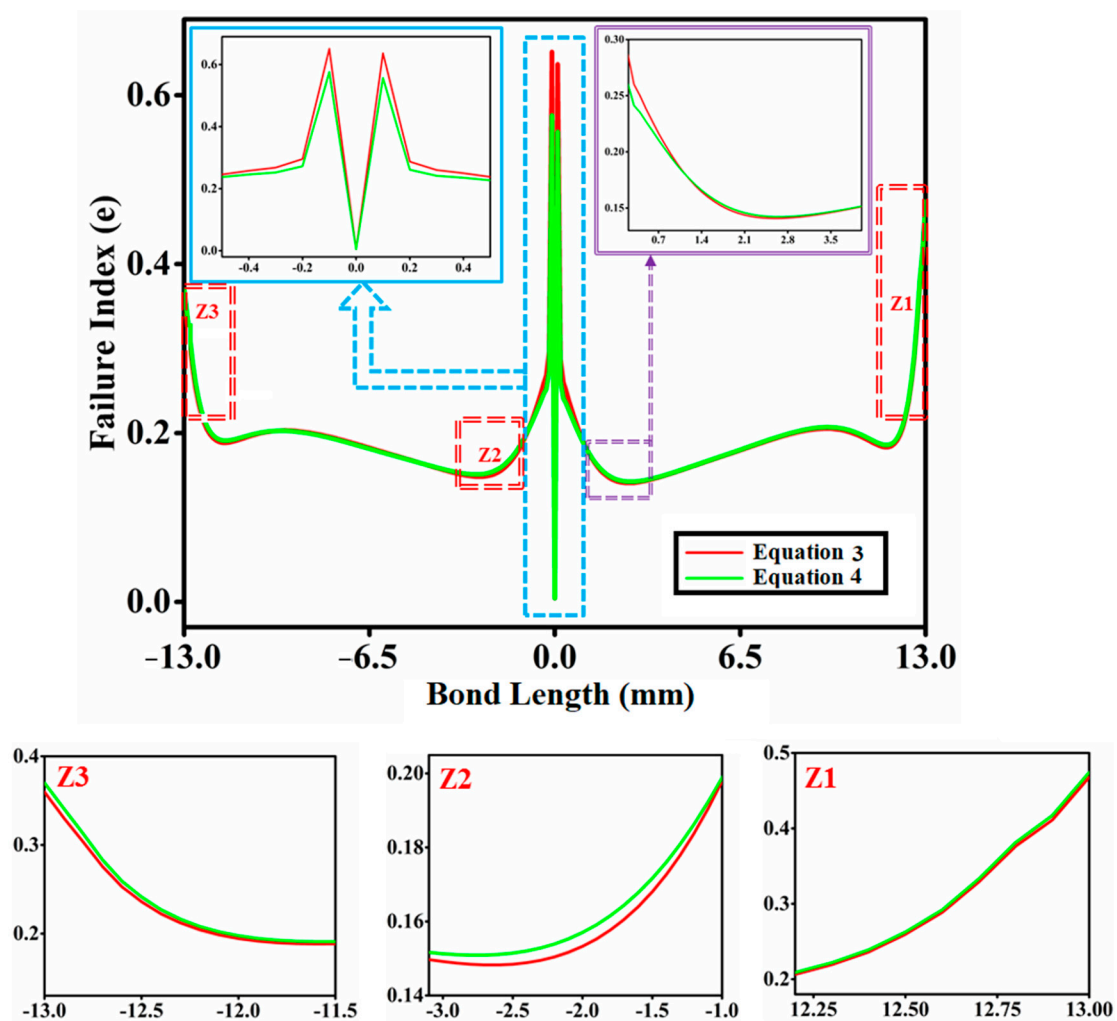 Failure Index (e)
0.6
0.4
0.2
0.0
0.6
0.4
0.2
0.0
-0.4 -0.2 0.0 0.2 0.4
0.30
0.25
0.20
0.15
0.7 1.4 2.1 2.8 3.5
Z3
Z2
Z1
Equation 3
Equation 4
-13.0 -6.5 0.0 6.5 13.0
Bond Length (mm)
Z3
0.4
0.3
0.2
-13.0 -12.5 -12.0 -11.5
Z2
0.20
0.18
0.16
0.14
-3.0 -2.5 -2.0 -1.5 -1.0
Z1
0.5
0.4
0.3
0.2
12.25 12.50 12.75 13.00